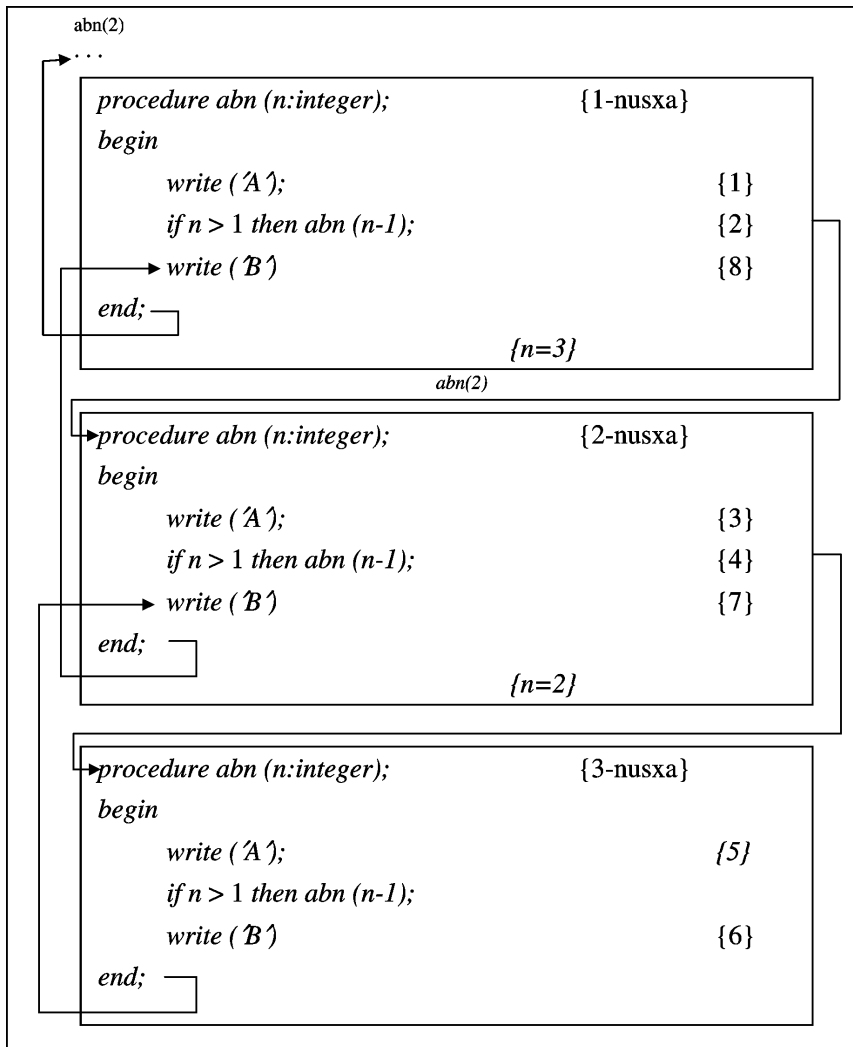 abn(2)
. . .
procedure abn (n:integer); {1-nusxa}
begin
write (′A′); {1}
if n > 1 then abn (n-1); {2}
write (′B′) {8}
end;
{n=3}
abn(2)
procedure abn (n:integer); {2-nusxa}
begin
write (′A′); {3}
if n > 1 then abn (n-1); {4}
write (′B′) {7}
end;
{n=2}
procedure abn (n:integer); {3-nusxa}
begin
write (′A′); {5}
if n > 1 then abn (n-1);
write (′B′) {6}
end;